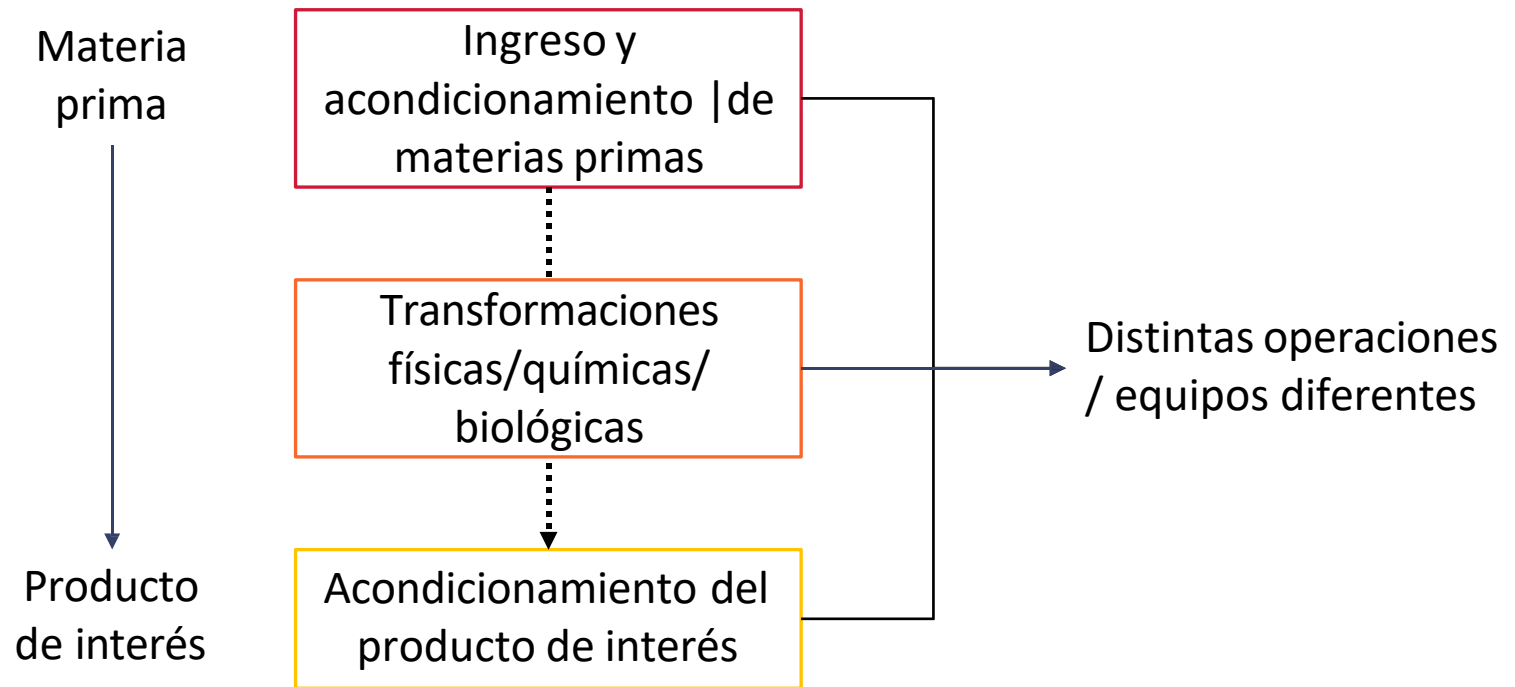 Materia
prima
Ingreso y
acondicionamiento |de
materias primas
Transformaciones
físicas/químicas/
biológicas
Distintas operaciones
/ equipos diferentes
Producto
de interés
Acondicionamiento del
producto de interés